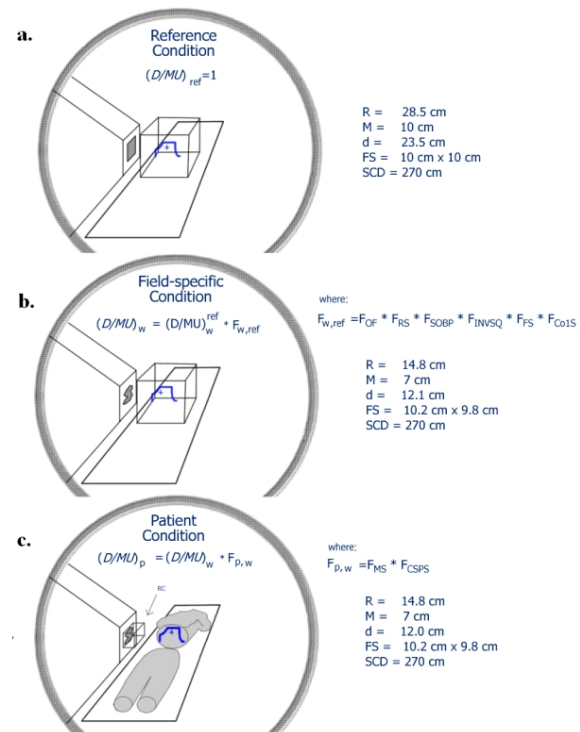 a.
Reference
Condition
(D/MU) ref=1
R = 28.5 cm
M = 10 cm
d = 23.5 cm
FS = 10 cm x 10 cm
SCD = 270 cm
b.
Field-specific
Condition
(D/MU)w = (D/MU)w ref * Fw,ref
where:
Fw,ref =FOF * FRS * FSOBP * FINVSQ * FFS * FCo1S
R = 14.8 cm
M = 7 cm
d = 12.1 cm
FS = 10.2 cm x 9.8 cm
SCD = 270 cm
c.
Patient
Condition
(D/MU)p = (D/MU)w * Fp,w
where:
Fp,w =FMS * FCSPS
RC
R = 14.8 cm
M = 7 cm
d = 12.0 cm
FS = 10.2 cm x 9.8 cm
SCD = 270 cm